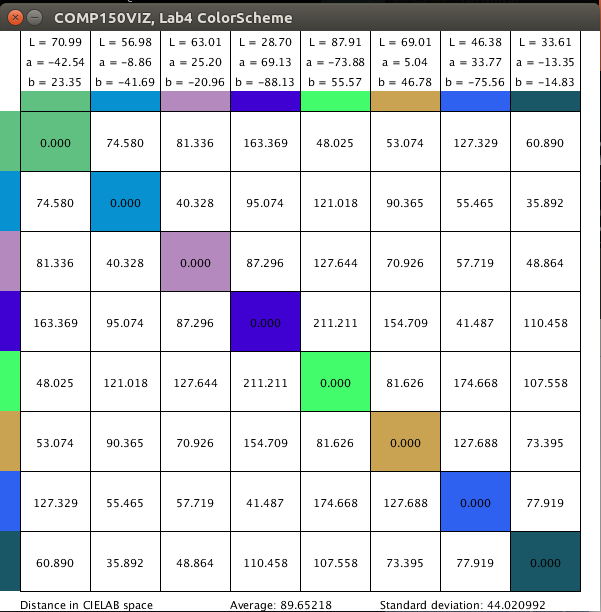 COMP150VIZ, Lab4 ColorScheme
L = 70.99 L = 56.98 L = 63.01 L = 28.70 L = 87.91 L = 69.01 L = 46.38 L = 33.61
a = -42.54 a = -8.86 a = 25.20 a = 69.13 a = -73.88 a = 5.04 a = 33.77 a = -13.35
b = 23.35 b = -41.69 b = -20.96 b = -88.13 b = 55.57 b = 46.78 b = -75.56 b = -14.83
0.000 74.580 81.336 163.369 48.025 53.074 127.329 60.890
74.580 0.000 40.328 95.074 121.018 90.365 55.465 35.892
81.336 40.328 0.000 87.296 127.644 70.926 57.719 48.864
163.369 95.074 87.296 0.000 211.211 154.709 41.487 110.458
48.025 121.018 127.644 211.211 0.000 81.626 174.668 107.558
53.074 90.365 70.926 154.709 81.626 0.000 127.688 73.395
127.329 55.465 57.719 41.487 174.668 127.688 0.000 77.919
60.890 35.892 48.864 110.458 107.558 73.395 77.919 0.000
Distance in CIELAB space Average: 89.65218 Standard deviation: 44.020992